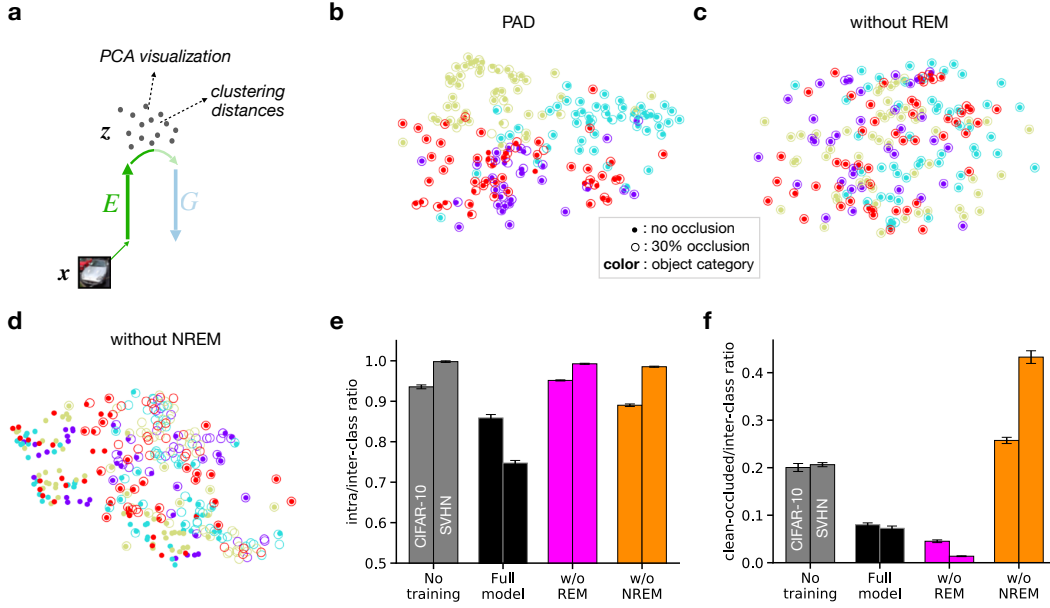 a
PCA visualization
clustering
distances
z
E
G
x
b
PAD
c
without REM
: no occlusion
: 30% occlusion
color : object category
d
without NREM
e
intra/inter-class ratio
1.0
0.9
0.8
0.7
0.6
0.5
CIFAR-10
SVHN
No
training
Full
model
w/o
REM
w/o
NREM
f
clean-occluded/inter-class ratio
0.4
0.3
0.2
0.1
0.0
CIFAR-10
SVHN
No
training
Full
model
w/o
REM
w/o
NREM